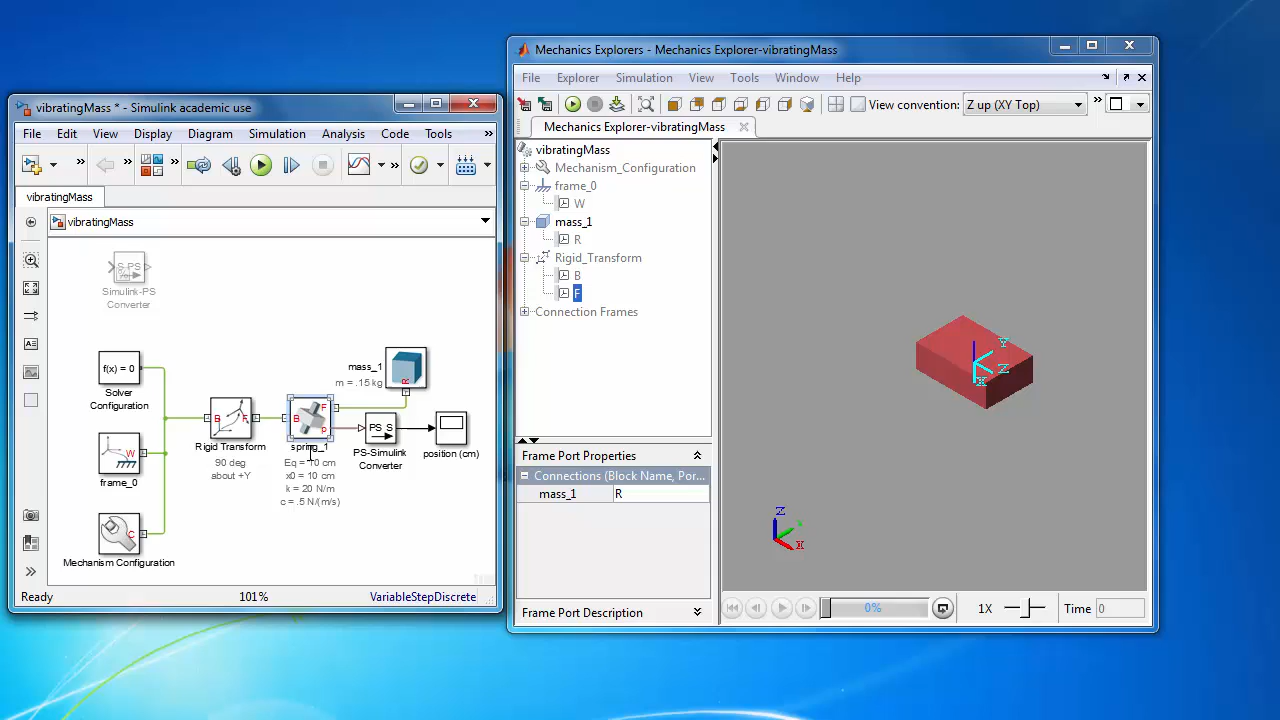 vibratingMass * - Simulink academic use
File Edit View Display Diagram Simulation Analysis Code Tools »
vibratingMass
vibratingMass
S PS
Simulink-PS
Converter
f(x) = 0
Solver
Configuration
W
frame_0
C
Mechanism Configuration
B F
Rigid Transform
90 deg
about +Y
B F P
spring_1
x0 = 10 cm
k = 20 N/m
c = .5 N/(m/s)
mass_1
m = .15 kg
R
PS S
PS-Simulink
Converter
position (cm)
Ready 101% VariableStepDiscrete
Mechanics Explorers - Mechanics Explorer-vibratingMass
File Explorer Simulation View Tools Window Help
View convention: Z up (XY Top) »
Mechanics Explorer-vibratingMass
vibratingMass
Mechanism_Configuration
frame_0
W
mass_1
R
Rigid_Transform
B
F
Connection Frames
Frame Port Properties
Connections (Block Name, Por...
mass_1 R
Frame Port Description
Y
Z
X
Z
X
0% 1X Time 0